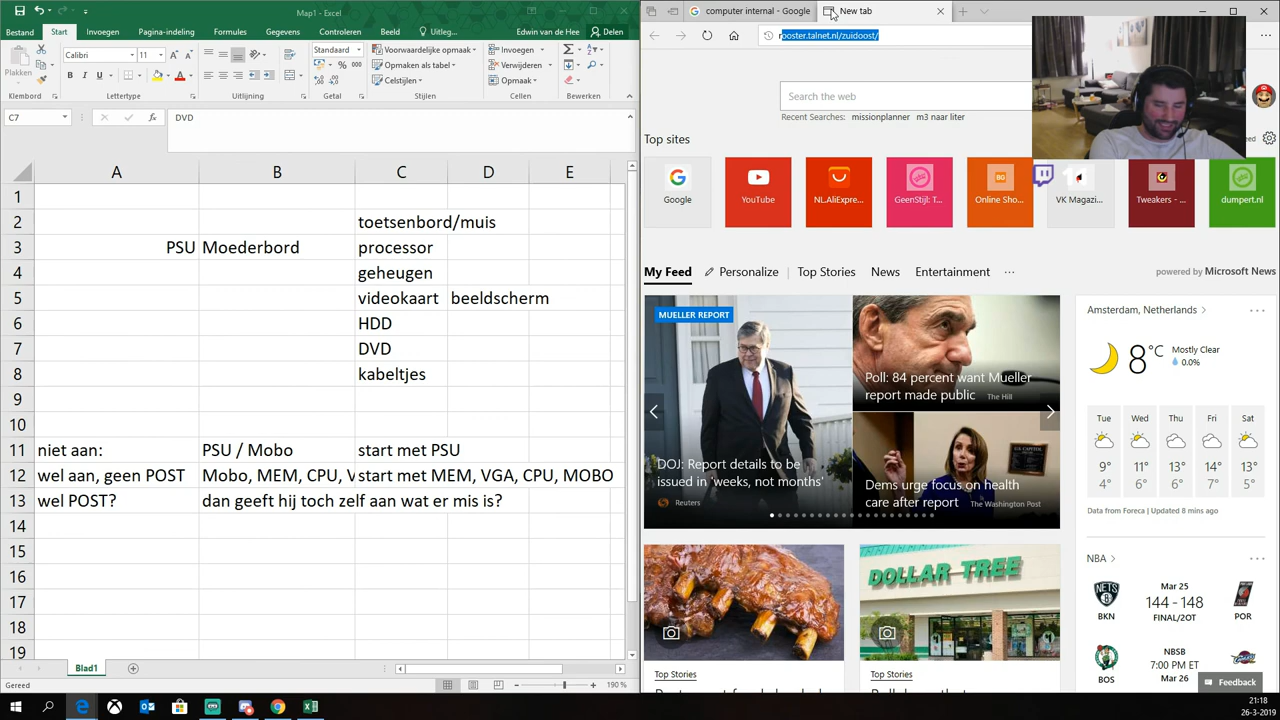 Map1 - Excel
computer internal - Google
New tab
Bestand
Start
Invoegen
Pagina-indeling
Formules
Gegevens
Controleren
Beeld
Edwin van de Hee
Delen
rooster.talnet.nl/zuidoost/
Plakken
Calibri
11
Standaard
Voorwaardelijke opmaak
Opmaken als tabel
Celstijlen
Invoegen
Verwijderen
Opmaak
Klembord
Lettertype
Uitlijning
Getal
Stijlen
Cellen
Bewerken
C7
DVD
Search the web
Recent Searches: missionplanner m3 naar liter
Top sites
Google
YouTube
NL.AliExpre...
GeenStijl: T...
Online Sho...
VK Magazi...
Tweakers - ...
dumpert.nl
A B C D E
1
2 toetsenbord/muis
3 PSU Moederbord processor
4 geheugen
5 videokaart beeldscherm
6 HDD
7 DVD
8 kabeltjes
9
10
11 niet aan: PSU / Mobo start met PSU
12 wel aan, geen POST Mobo, MEM, CPU, V start met MEM, VGA, CPU, MOBO
13 wel POST? dan geeft hij toch zelf aan wat er mis is?
14
15
16
17
18
19
Blad1
Gereed
190 %
My Feed
Personalize
Top Stories
News
Entertainment
powered by Microsoft News
MUELLER REPORT
DOJ: Report details to be
issued in 'weeks, not months'
Reuters
Poll: 84 percent want Mueller
report made public The Hill
Dems urge focus on health
care after report The Washington Post
DOLLAR TREE
Top Stories
Top Stories
Amsterdam, Netherlands
8 °C
Mostly Clear
0.0%
Tue Wed Thu Fri Sat
9° 11° 13° 14° 13°
4° 6° 6° 6° 5°
Data from Foreca | Updated 8 mins ago
NBA
BKN
Mar 25
144 - 148
FINAL/2OT
POR
BOS
NBSB
7:00 PM ET
Mar 26
Feedback
21:18
26-3-2019